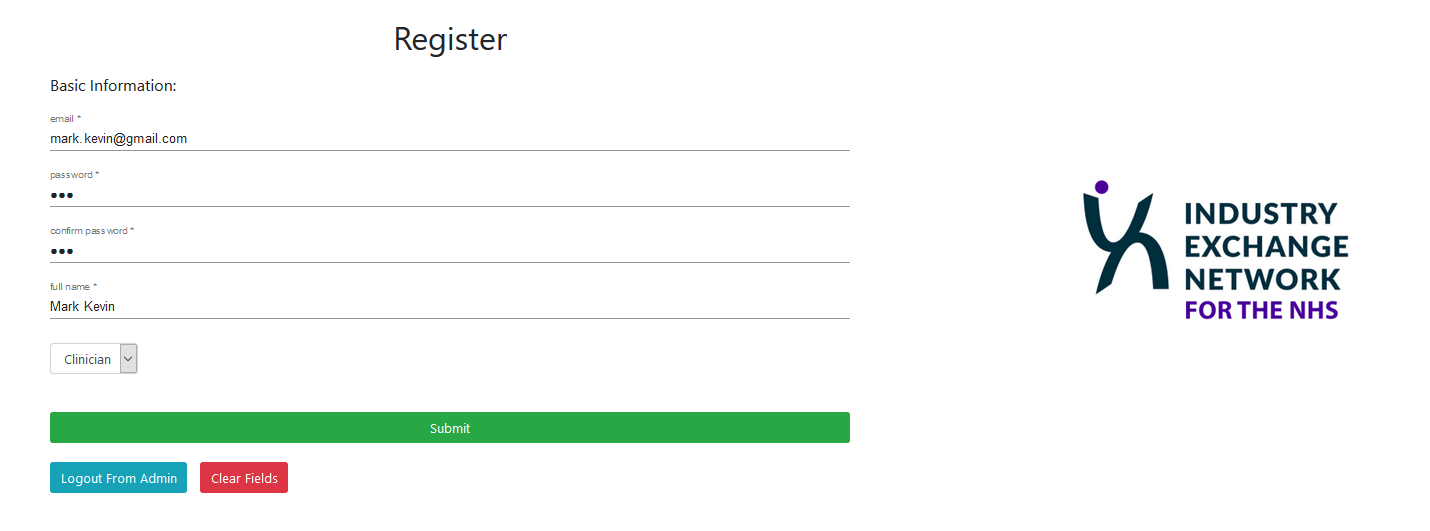 Register
Basic Information:
email *
mark.kevin@gmail.com
password *
●●●
confirm password *
●●●
full name *
Mark Kevin
Clinician
Submit
Logout From Admin
Clear Fields
INDUSTRY
EXCHANGE
NETWORK
FOR THE NHS